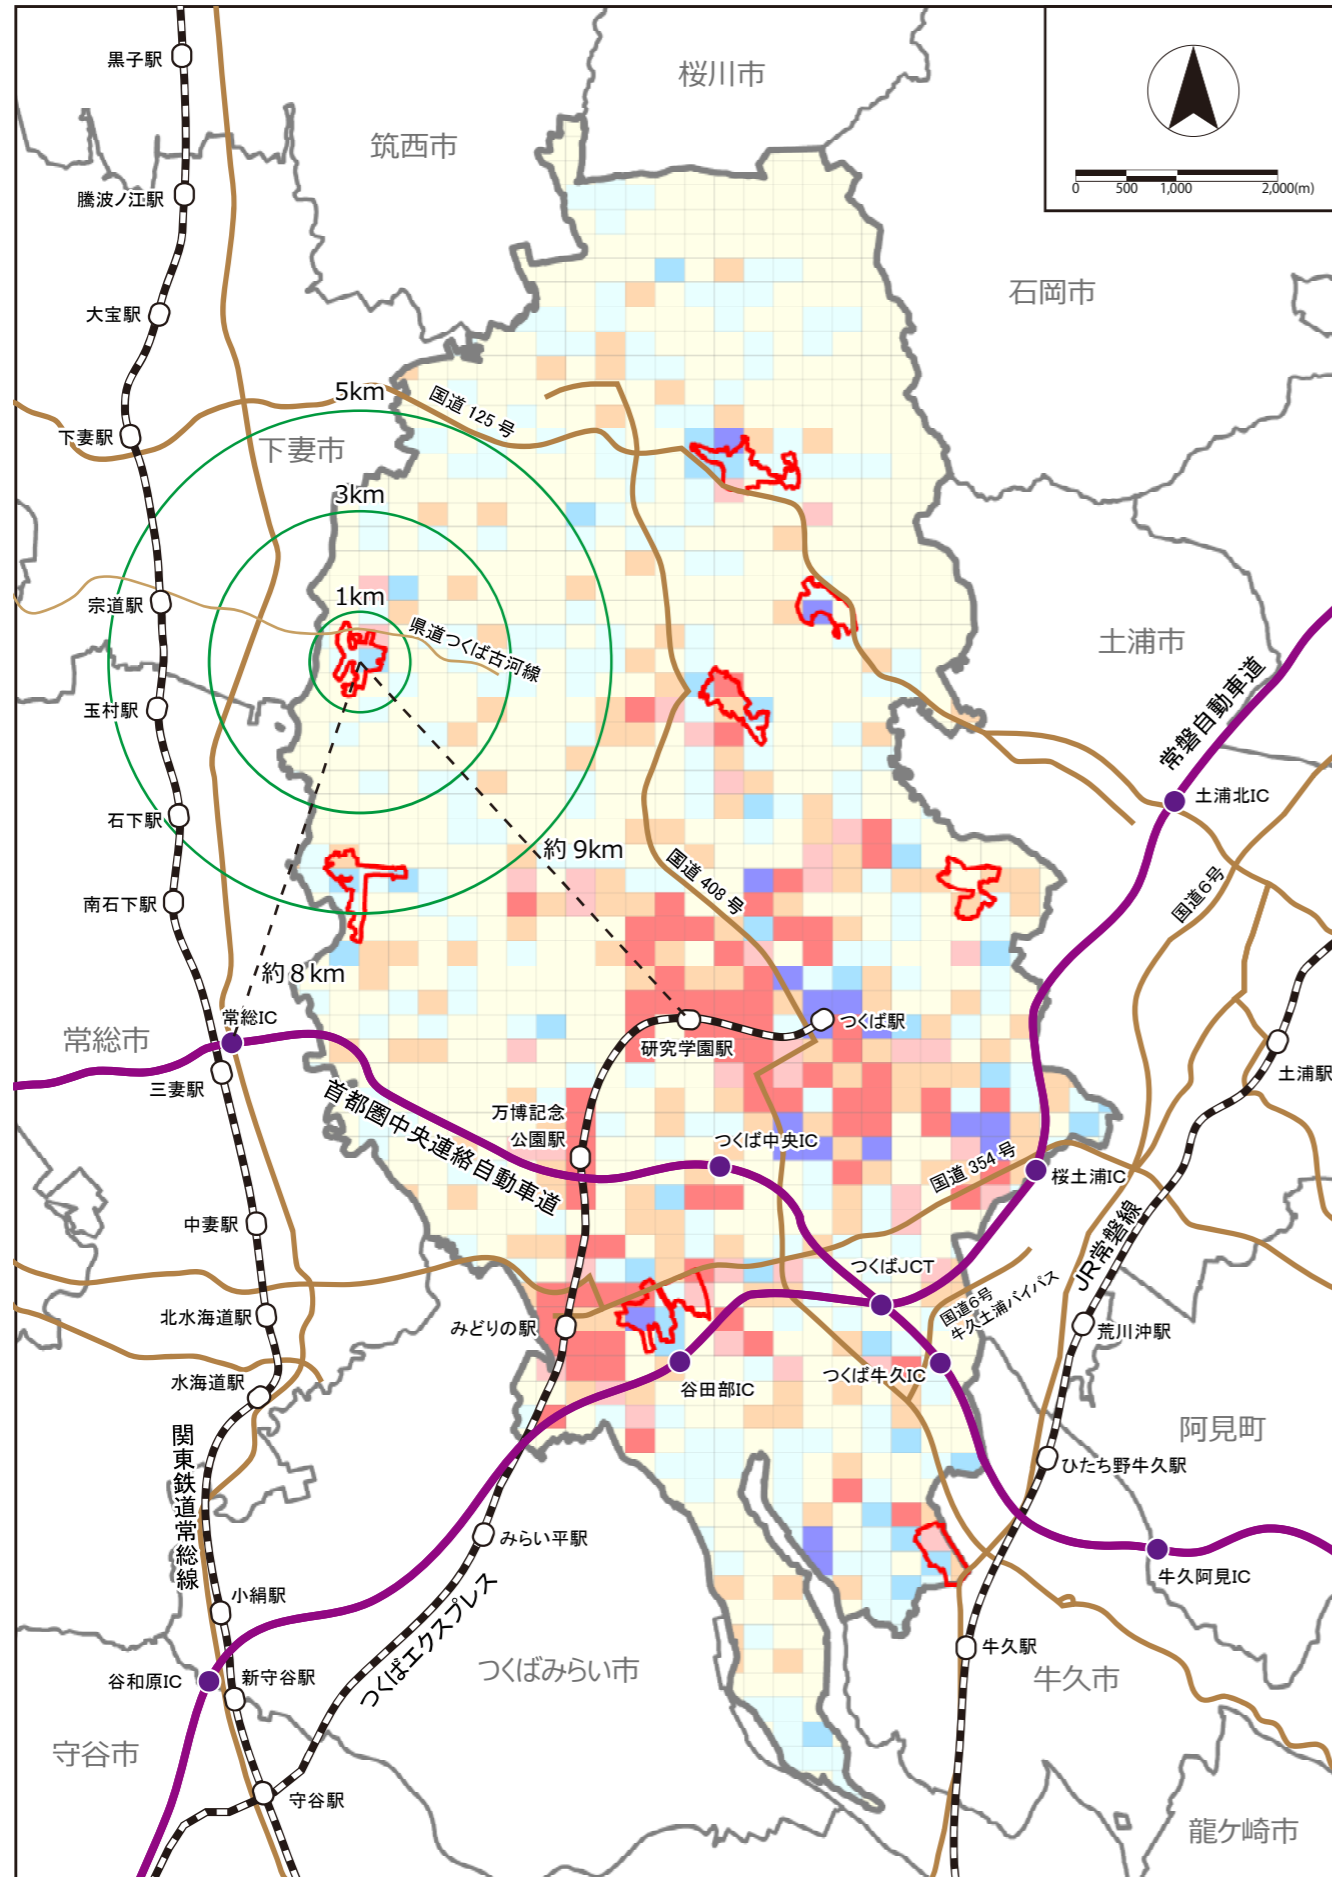 黒子駅
桜川市
筑西市
0 500 1,000 2,000(m)
騰波ノ江駅
石岡市
大宝駅
5km
国道 125 号
下妻駅
下妻市
3km
1km
宗道駅
県道つくば古河線
土浦市
玉村駅
常磐自動車道
土浦北IC
石下駅
約 9km
国道 408 号
国道6号
南石下駅
約 8 km
常総IC
つくば駅
常総市
研究学園駅
三妻駅
土浦駅
首都圏中央連絡自動車道
万博記念
公園駅
つくば中央IC
国道 354 号
桜土浦IC
中妻駅
JR常磐線
つくばJCT
国道6号
牛久土浦バイパス
北水海道駅
みどりの駅
荒川沖駅
水海道駅
谷田部IC
つくば牛久IC
阿見町
関東鉄道常総線
ひたち野牛久駅
みらい平駅
牛久阿見IC
小絹駅
つくばエクスプレス
牛久駅
谷和原IC
新守谷駅
つくばみらい市
牛久市
守谷市
守谷駅
龍ケ崎市